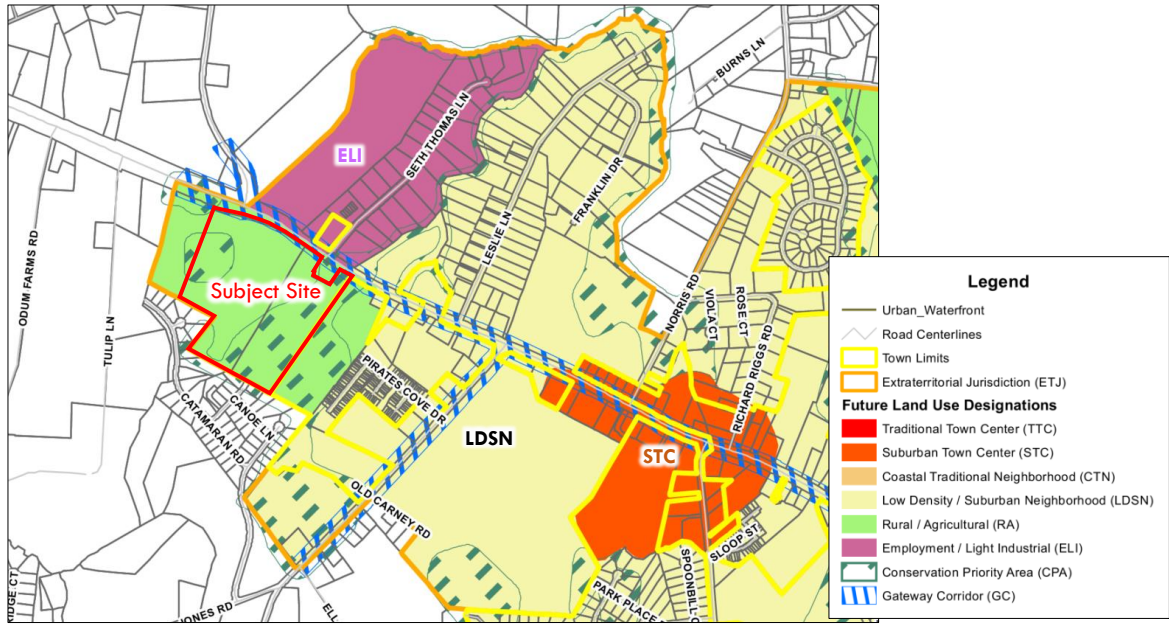 BURNS LN
SETH THOMAS LN
ELI
FRANKLIN DR
LESLIE LN
ODUM FARMS RD
Subject Site
NORRIS RD
VIOLA CT
ROSE CT
RICHARD RIGGS RD
TULIP LN
PIRATES COVE DR
CANOE LN
CATAMARAN RD
LDSN
STC
OLD CARNEY RD
SLOOP ST
SPOONBILL C
PARK PLACE
RIDGE CT
JONES RD
ELL
Legend
Urban_Waterfront
Road Centerlines
Town Limits
Extraterritorial Jurisdiction (ETJ)
Future Land Use Designations
Traditional Town Center (TTC)
Suburban Town Center (STC)
Coastal Traditional Neighborhood (CTN)
Low Density / Suburban Neighborhood (LDSN)
Rural / Agricultural (RA)
Employment / Light Industrial (ELI)
Conservation Priority Area (CPA)
Gateway Corridor (GC)